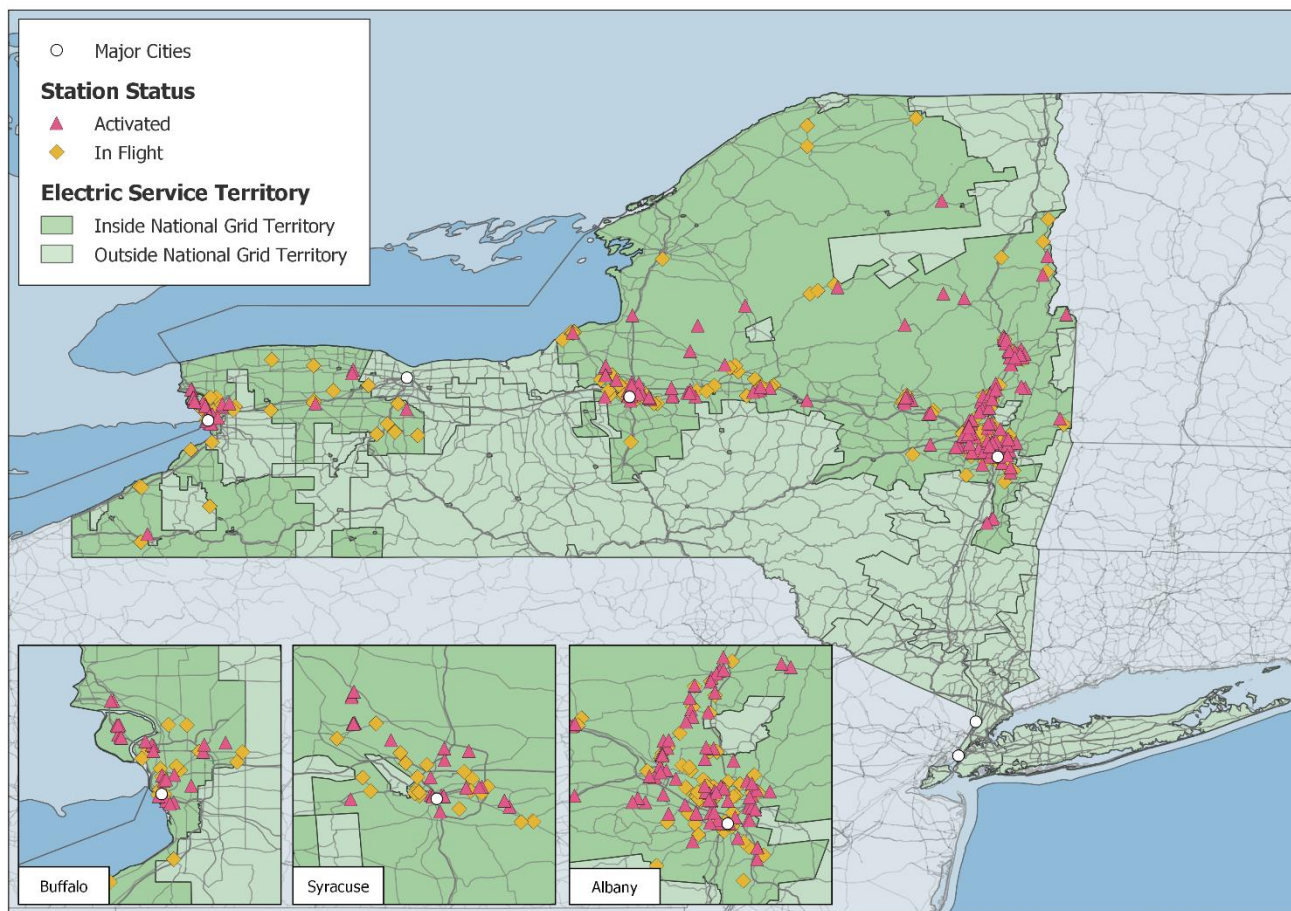 Major Cities
Station Status
Activated
In Flight
Electric Service Territory
Inside National Grid Territory
Outside National Grid Territory
Buffalo
Syracuse
Albany